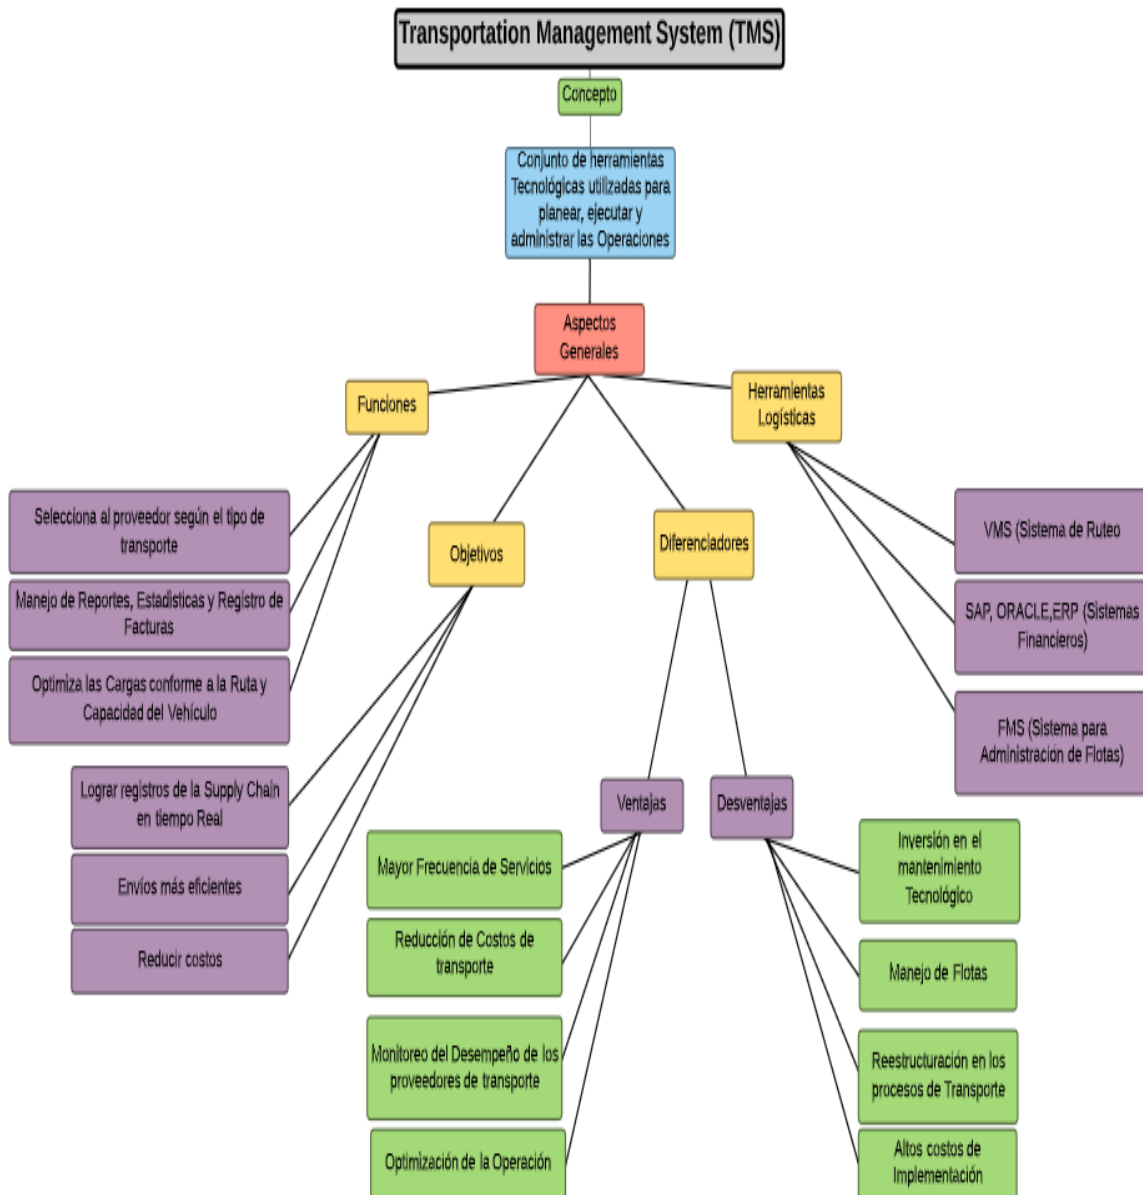 Transportation Management System (TMS)
Concepto
Conjunto de herramientas
Tecnológicas utilizadas para
planear, ejecutar y
administrar las Operaciones
Aspectos
Generales
Funciones
Selecciona al proveedor según el tipo de
transporte
Manejo de Reportes, Estadísticas y Registro de
Facturas
Optimiza las Cargas conforme a la Ruta y
Capacidad del Vehículo
Objetivos
Lograr registros de la Supply Chain
en tiempo Real
Envíos más eficientes
Reducir costos
Diferenciadores
Ventajas
Mayor Frecuencia de Servicios
Reducción de Costos de
transporte
Monitoreo del Desempeño de los
proveedores de transporte
Optimización de la Operación
Desventajas
Inversión en el
mantenimiento
Tecnológico
Manejo de Flotas
Reestructuración en los
procesos de Transporte
Altos costos de
Implementación
Herramientas
Logísticas
VMS (Sistema de Ruteo
SAP, ORACLE,ERP (Sistemas
Financieros)
FMS (Sistema para
Administración de Flotas)